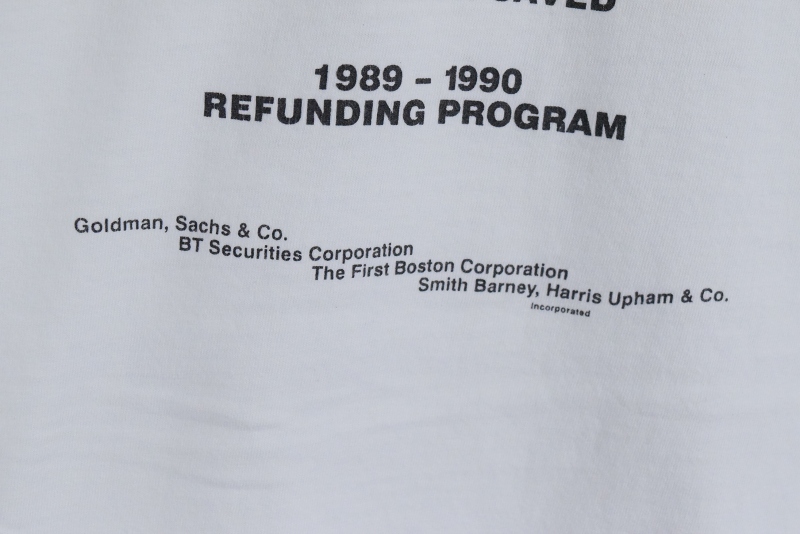 1989 - 1990
REFUNDING PROGRAM
Goldman, Sachs & Co.
BT Securities Corporation
The First Boston Corporation
Smith Barney, Harris Upham & Co.
Incorporated